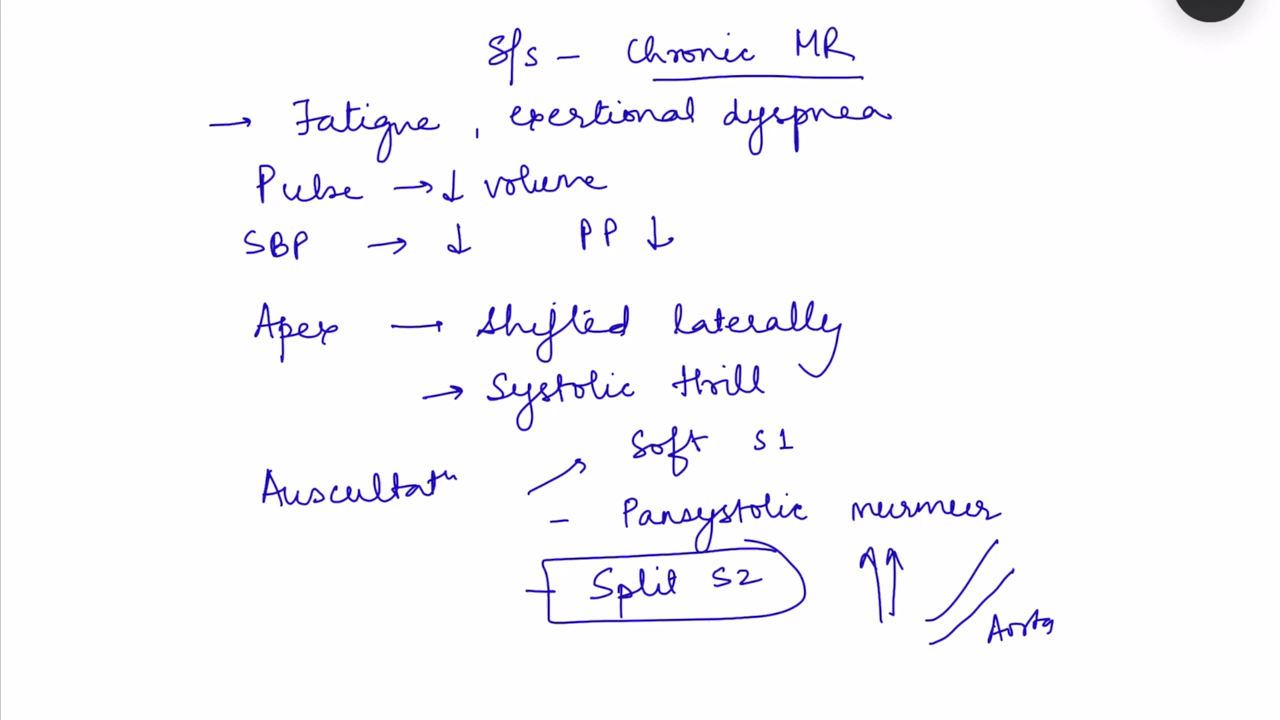 S/s - Chronic MR
→ Fatigue, exertional dyspnea
Pulse → ↓ volume
SBP → ↓ PP ↓
Apex → Shifted laterally
→ Systolic thrill
Soft S1
Auscultatⁿ
- Pansystolic murmur
- Split S2 ↑↑
Aorta